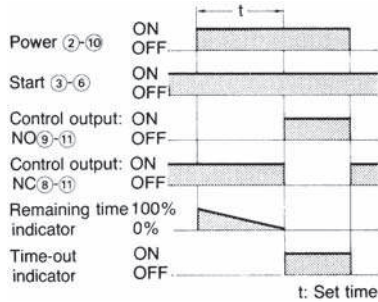 t
Power ②-⑩ ON
OFF
Start ③-⑥ ON
OFF
Control output: ON
NO⑨-⑪ OFF
Control output: ON
NC⑧-⑪ OFF
Remaining time 100%
indicator 0%
Time-out ON
indicator OFF
t: Set time